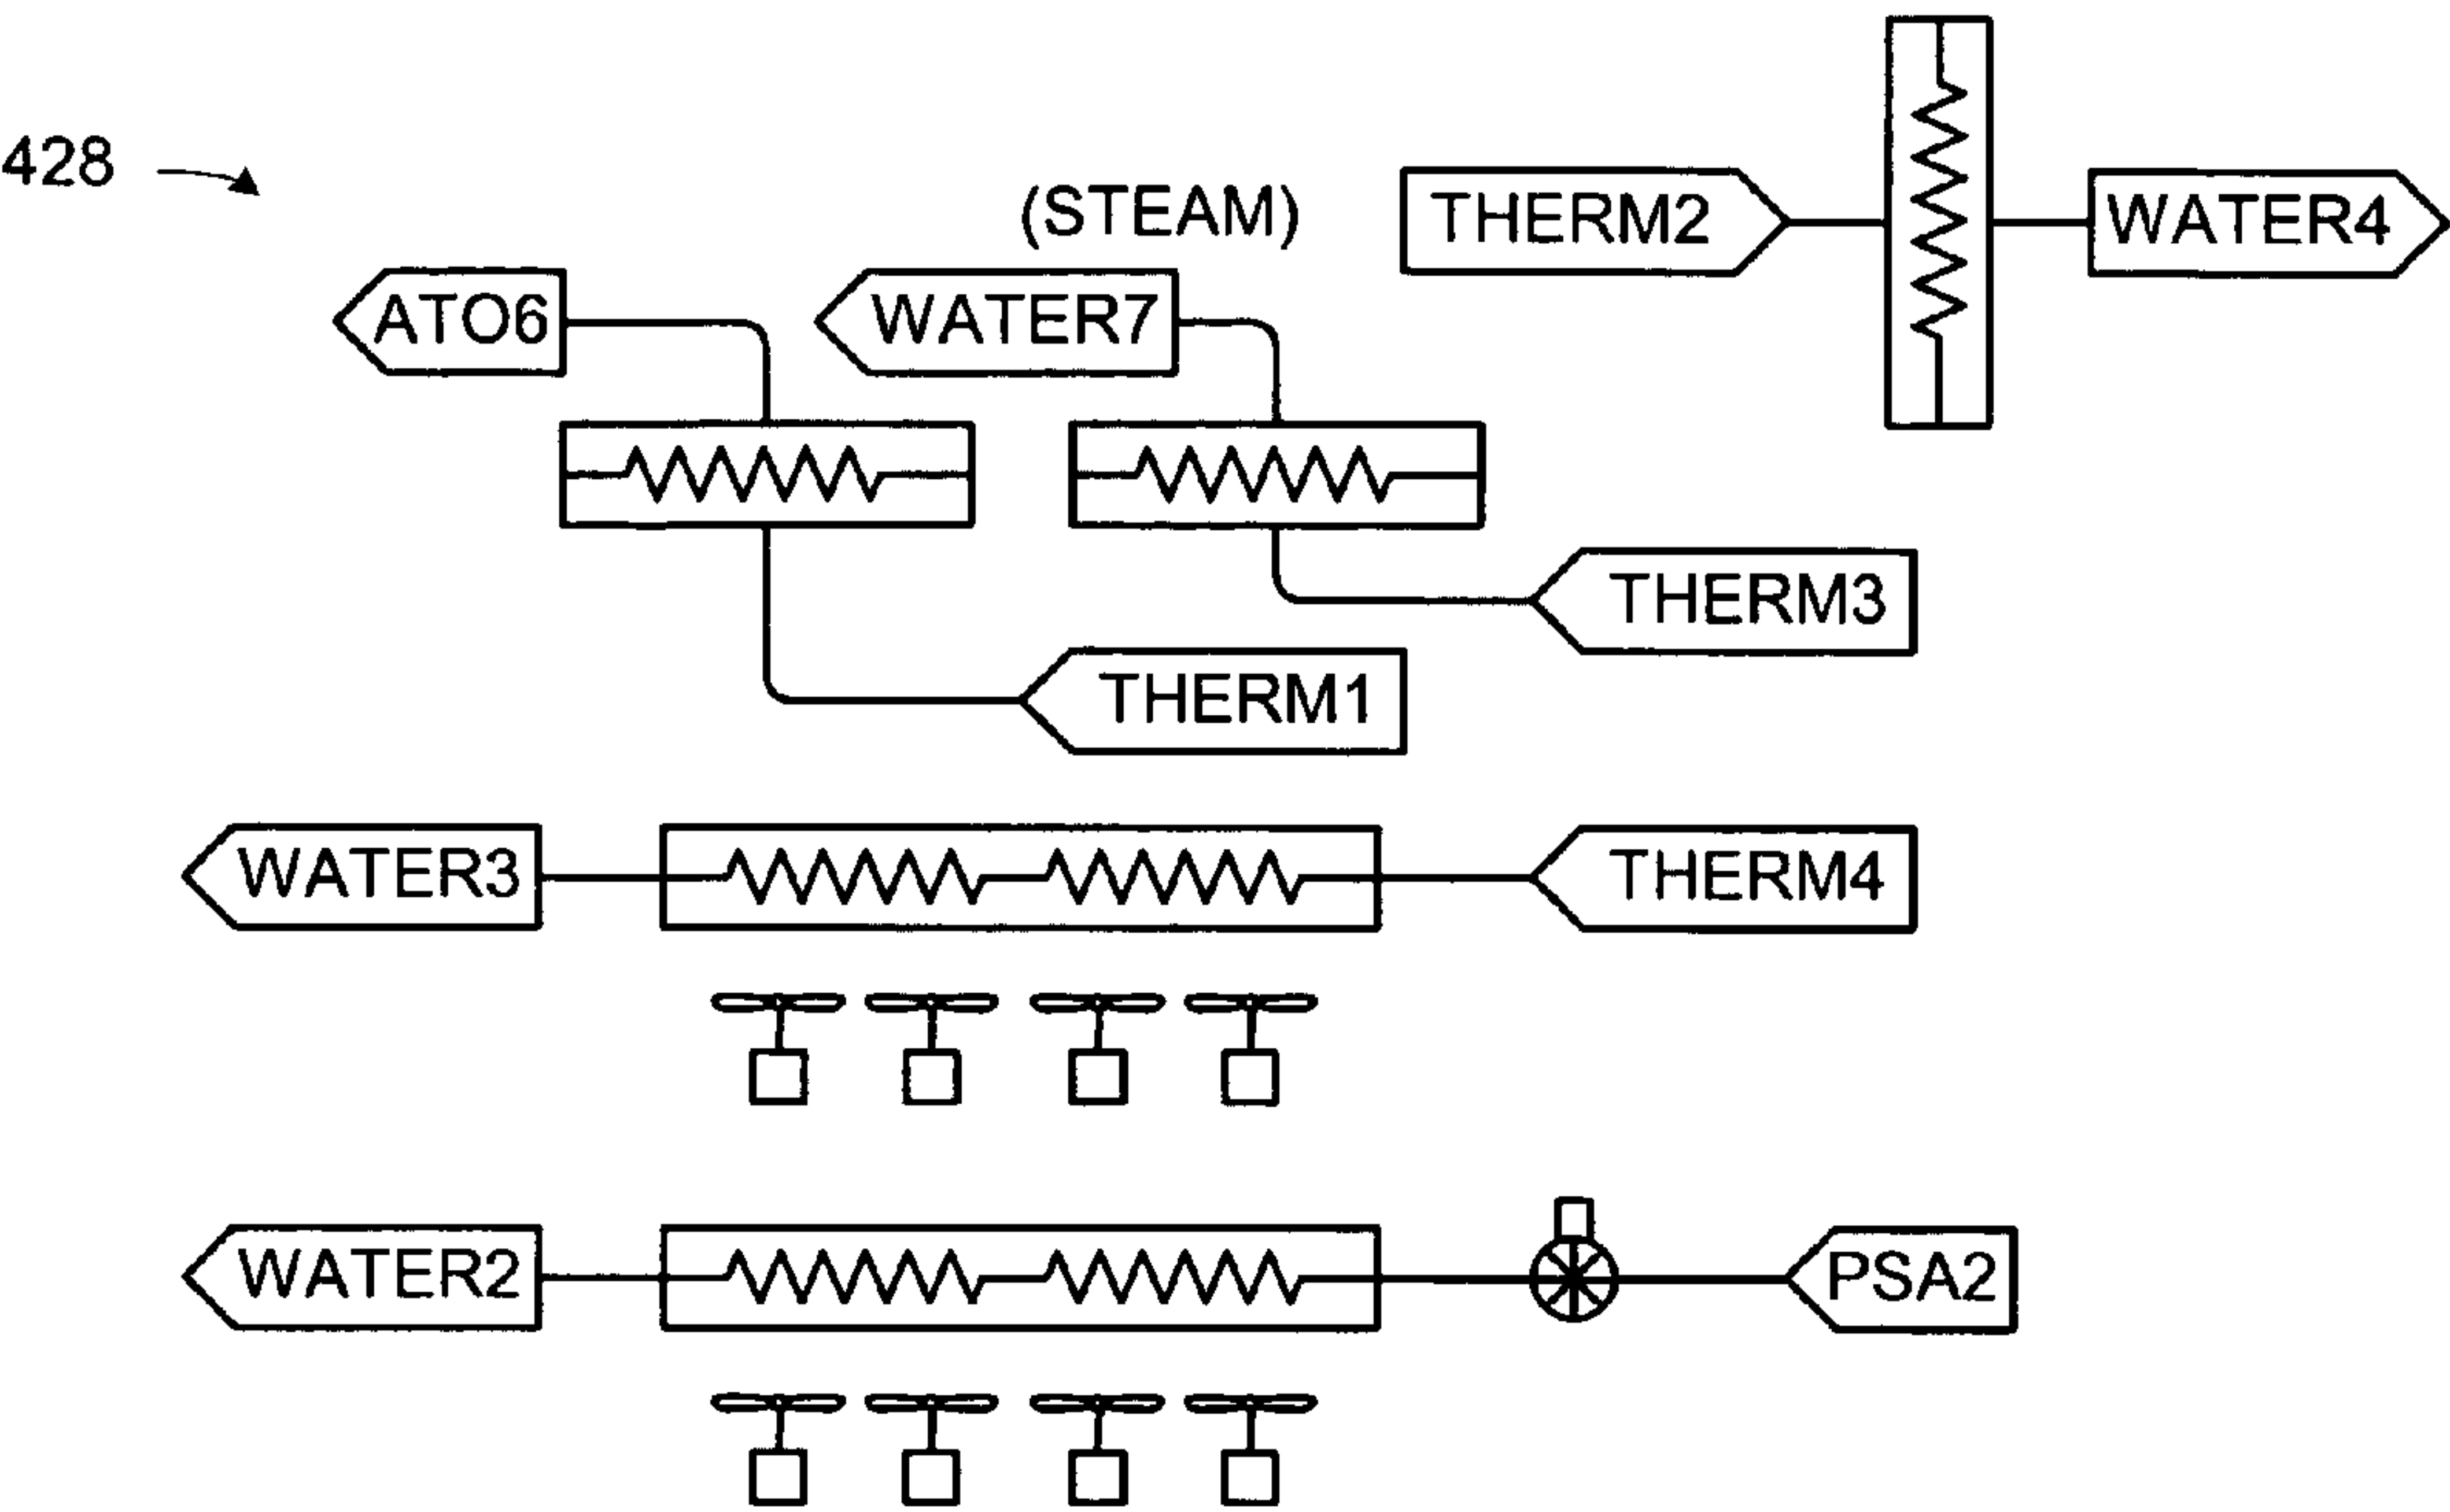 428
(STEAM)
THERM2
WATER4
ATO6
WATER7
THERM3
THERM1
WATER3
THERM4
WATER2
PSA2